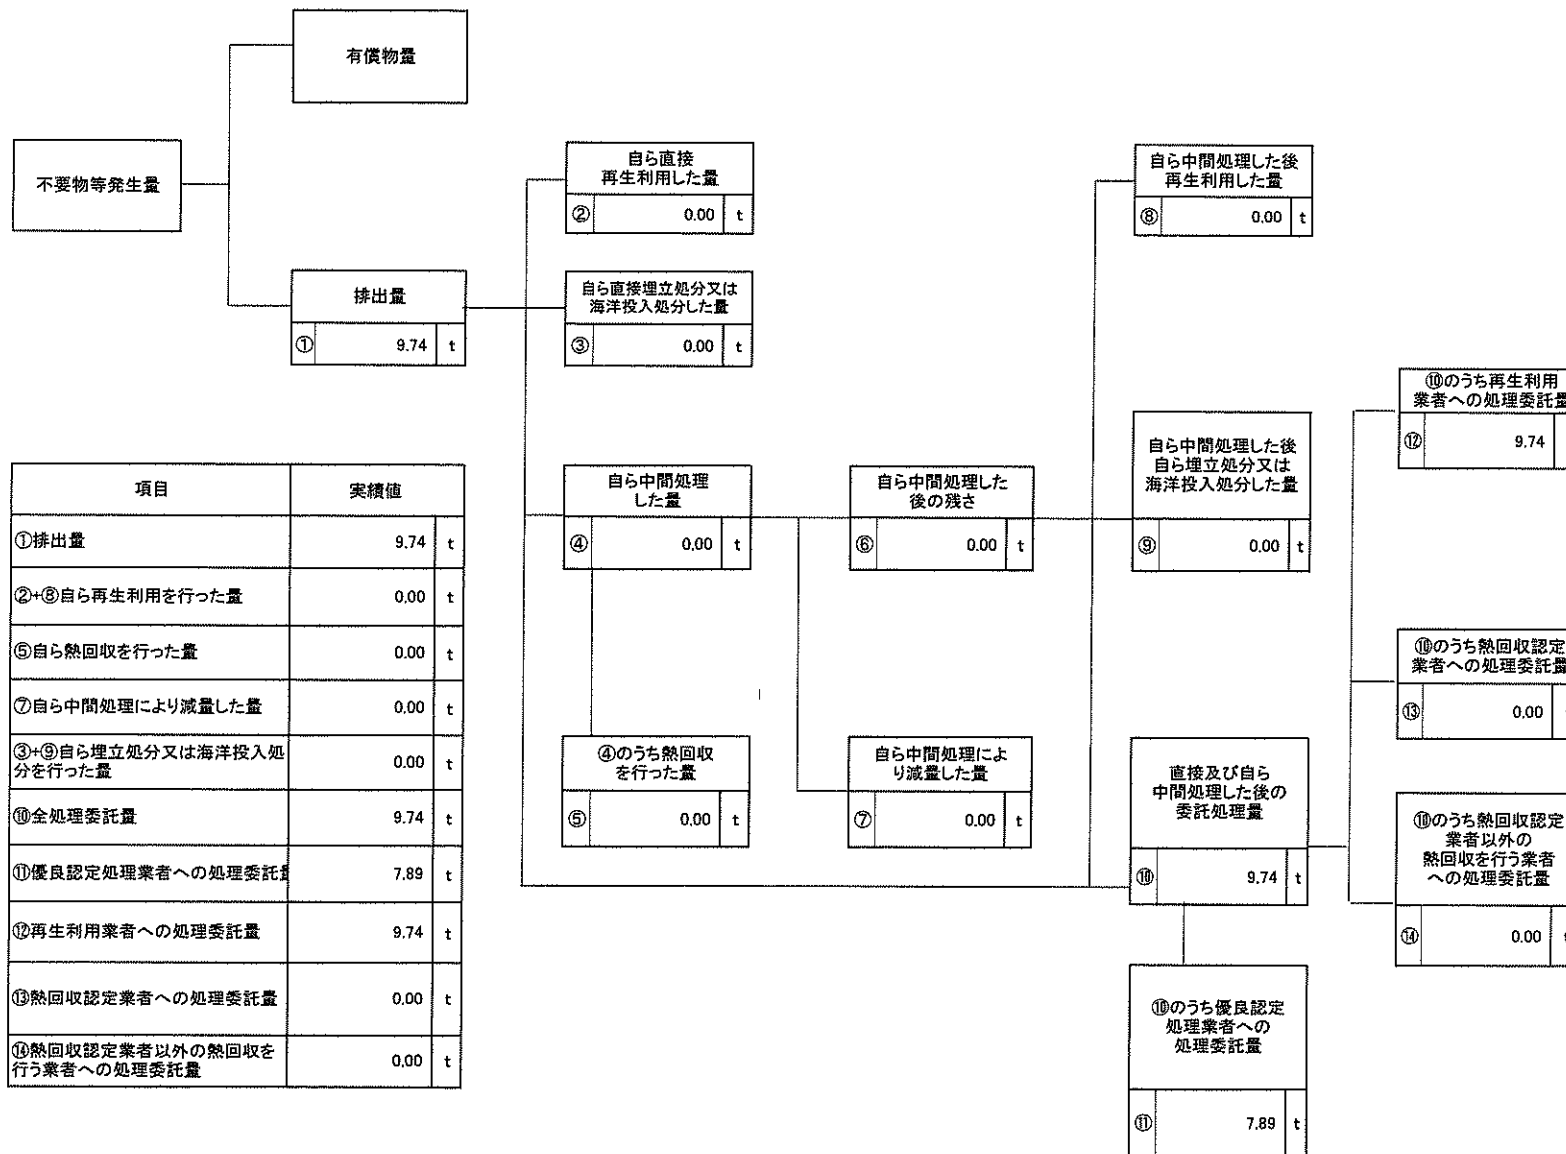 有償物量
不要物等発生量
排出量
① 9.74 t
自ら直接
再生利用した量
② 0.00 t
自ら直接埋立処分又は
海洋投入処分した量
③ 0.00 t
自ら中間処理
した量
④ 0.00 t
④のうち熱回収
を行った量
⑤ 0.00 t
自ら中間処理した
後の残さ
⑥ 0.00 t
自ら中間処理によ
り減量した量
⑦ 0.00 t
自ら中間処理した後
再生利用した量
⑧ 0.00 t
自ら中間処理した後
自ら埋立処分又は
海洋投入処分した量
⑨ 0.00 t
直接及び自ら
中間処理した後の
委託処理量
⑩ 9.74 t
⑩のうち優良認定
処理業者への
処理委託量
⑪ 7.89 t
⑩のうち再生利用
業者への処理委託量
⑫ 9.74
⑩のうち熱回収認定
業者への処理委託量
⑬ 0.00
⑩のうち熱回収認定
業者以外の
熱回収を行う業者
への処理委託量
⑭ 0.00 t
項目 実績値
①排出量 9.74 t
②+⑧自ら再生利用を行った量 0.00 t
⑤自ら熱回収を行った量 0.00 t
⑦自ら中間処理により減量した量 0.00 t
③+⑨自ら埋立処分又は海洋投入処
分を行った量 0.00 t
⑩全処理委託量 9.74 t
⑪優良認定処理業者への処理委託量 7.89 t
⑫再生利用業者への処理委託量 9.74 t
⑬熱回収認定業者への処理委託量 0.00 t
⑭熱回収認定業者以外の熱回収を
行う業者への処理委託量 0.00 t